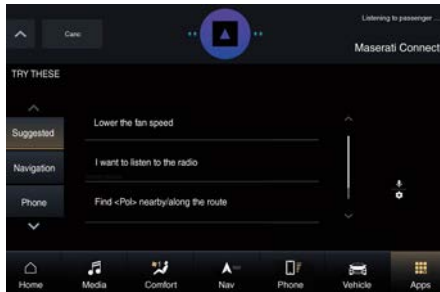 Listening to passenger ...
Canc
Maserati Connect
TRY THESE
Suggested
Lower the fan speed
Navigation
I want to listen to the radio
Phone
Find <PoI> nearby/along the route
Home
Media
Comfort
Nav
Phone
Vehicle
Apps